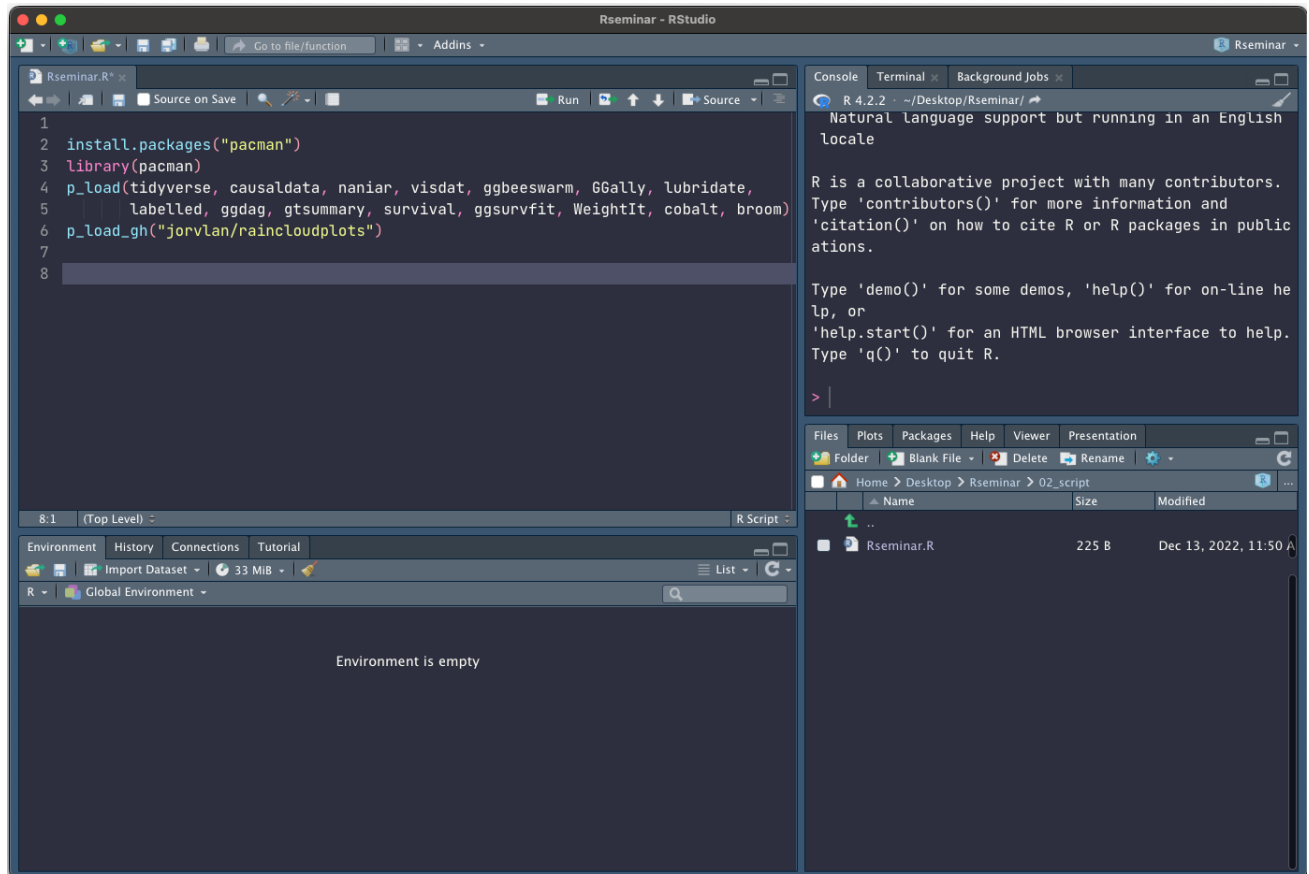 Rseminar - RStudio
Go to file/function
Addins
Rseminar
Rseminar.R*
Source on Save
Run
Source
1
2 install.packages("pacman")
3 library(pacman)
4 p_load(tidyverse, causaldata, naniar, visdat, ggbeeswarm, GGally, lubridate,
5 labelled, ggdag, gtsummary, survival, ggsurvfit, WeightIt, cobalt, broom)
6 p_load_gh("jorvlan/raincloudplots")
7
8
8:1 (Top Level) R Script
Environment History Connections Tutorial
Import Dataset 33 MiB List
R Global Environment
Environment is empty
Console Terminal Background Jobs
R 4.2.2 · ~/Desktop/Rseminar/
Natural language support but running in an English
locale
R is a collaborative project with many contributors.
Type 'contributors()' for more information and
'citation()' on how to cite R or R packages in public
ations.
Type 'demo()' for some demos, 'help()' for on-line he
lp, or
'help.start()' for an HTML browser interface to help.
Type 'q()' to quit R.
>
Files Plots Packages Help Viewer Presentation
Folder Blank File Delete Rename
Home Desktop Rseminar 02_script
Name Size Modified
..
Rseminar.R 225 B Dec 13, 2022, 11:50 A